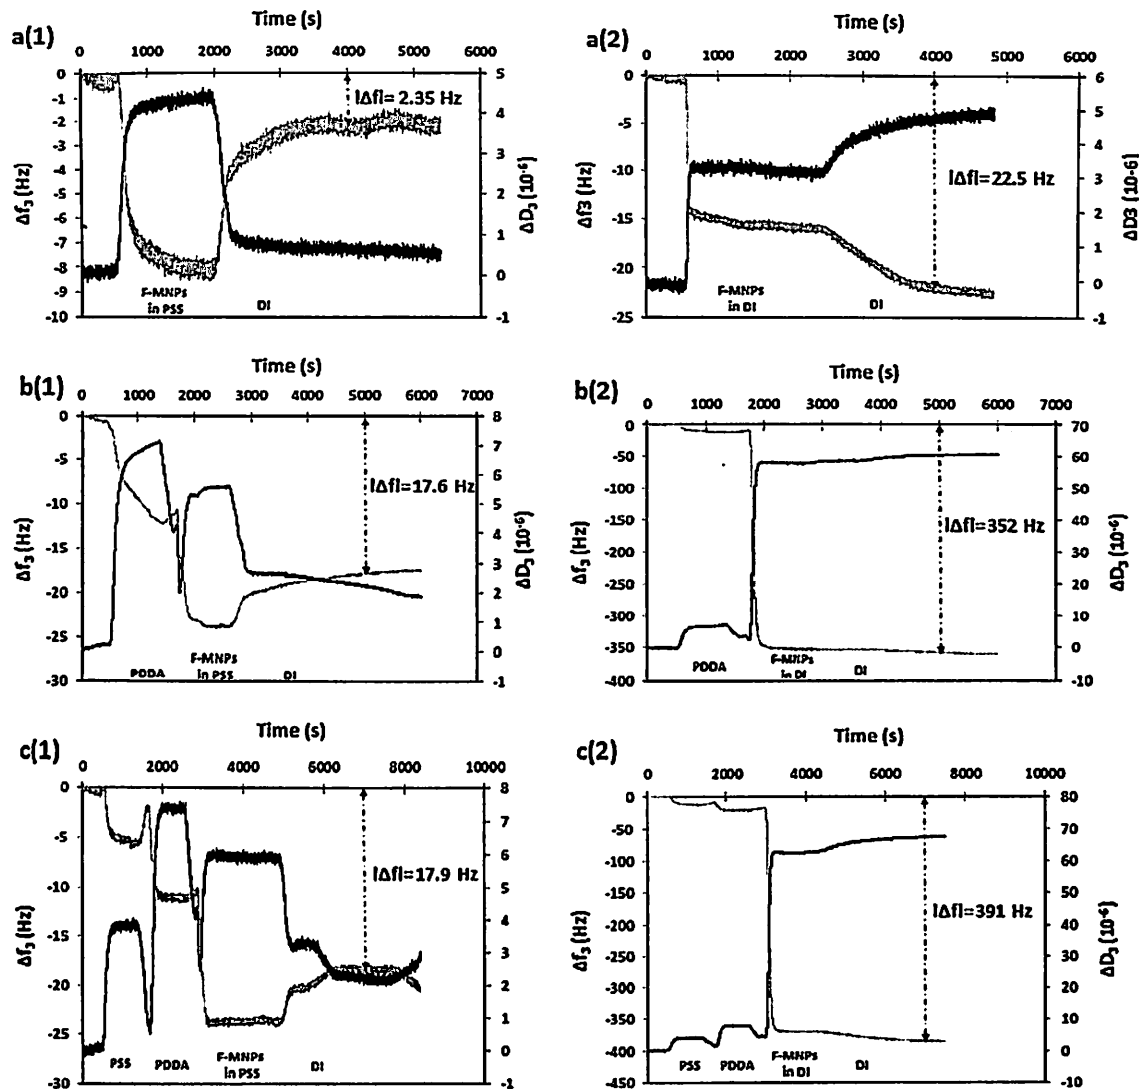 a(1)
Time (s)
0 1000 2000 3000 4000 5000 6000
0
-1
-2
-3
-4
-5
-6
-7
-8
-9
-10
Δf₃ (Hz)
5
4
3
2
1
0
-1
ΔD₃ (10⁻⁶)
lΔfl= 2.35 Hz
F-MNPs
in PSS
DI
a(2)
Time (s)
0 1000 2000 3000 4000 5000 6000
0
-5
-10
-15
-20
-25
Δf3 (Hz)
6
5
4
3
2
1
0
-1
ΔD3 (10-6)
lΔfl=22.5 Hz
F-MNPs
in DI
DI
b(1)
Time (s)
0 1000 2000 3000 4000 5000 6000 7000
0
-5
-10
-15
-20
-25
-30
Δf₃ (Hz)
8
7
6
5
4
3
2
1
0
-1
ΔD₃ (10⁻⁶)
lΔfl=17.6 Hz
PDDA
F-MNPs
in PSS
DI
b(2)
Time (s)
0 1000 2000 3000 4000 5000 6000 7000
0
-50
-100
-150
-200
-250
-300
-350
-400
Δf₃ (Hz)
70
60
50
40
30
20
10
0
-10
ΔD₃ (10⁻⁶)
lΔfl=352 Hz
PDDA
F-MNPs
in DI
DI
c(1)
Time (s)
0 2000 4000 6000 8000 10000
0
-5
-10
-15
-20
-25
-30
Δf₃ (Hz)
8
7
6
5
4
3
2
1
0
-1
ΔD₃ (10⁻⁶)
lΔfl=17.9 Hz
PSS
PDDA
F-MNPs
in PSS
DI
c(2)
Time (s)
0 2000 4000 6000 8000 10000
0
-50
-100
-150
-200
-250
-300
-350
-400
-450
Δf₃ (Hz)
80
70
60
50
40
30
20
10
0
-10
ΔD₃ (10⁻⁶)
lΔfl=391 Hz
PSS
PDDA
F-MNPs
in DI
DI